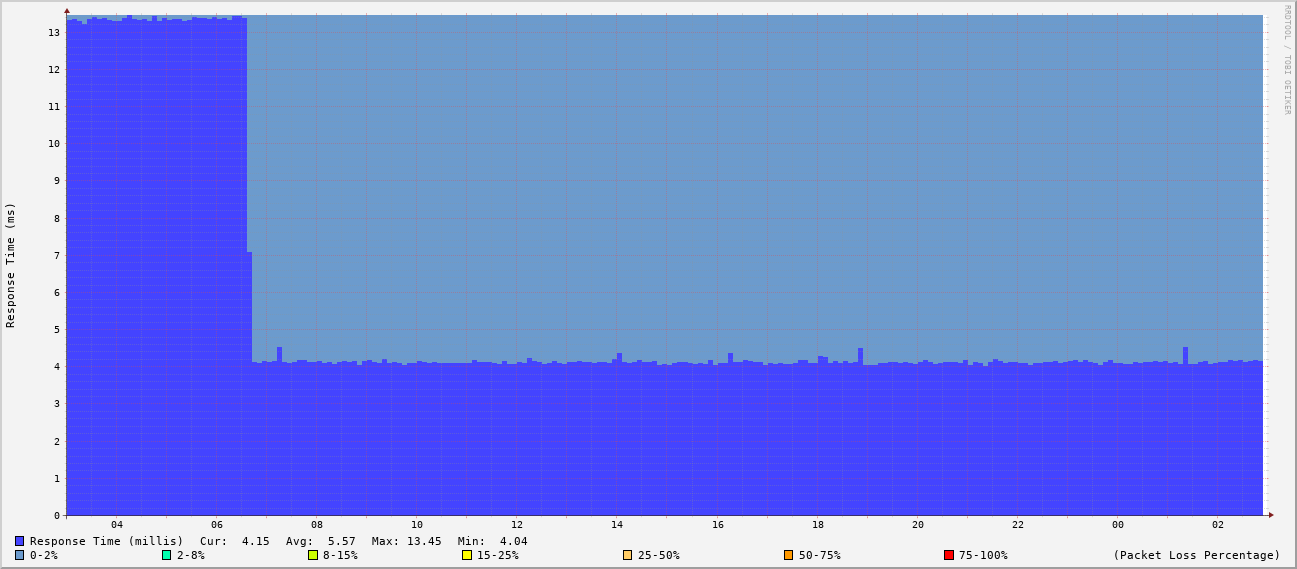 RRDTOOL / TOBI OETIKER
Response Time (ms)
13
12
11
10
9
8
7
6
5
4
3
2
1
0
04 06 08 10 12 14 16 18 20 22 00 02
Response Time (millis) Cur: 4.15 Avg: 5.57 Max: 13.45 Min: 4.04
0-2% 2-8% 8-15% 15-25% 25-50% 50-75% 75-100% (Packet Loss Percentage)